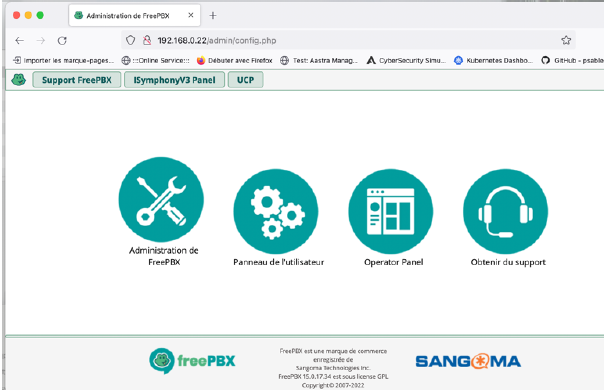 Administration de FreePBX
192.168.0.22/admin/config.php
Importer les marque-pages...
:::Online Service:::
Débuter avec Firefox
Test: Aastra Manag...
CyberSecurity Simu...
Kubernetes Dashbo...
GitHub - psable
Support FreePBX
ISymphonyV3 Panel
UCP
Administration de
FreePBX
Panneau de l'utilisateur
Operator Panel
Obtenir du support
freePBX
FreePBX est une marque de commerce
enregistrée de
Sangoma Technologies Inc.
FreePBX 15.0.17.34 est sous license GPL
Copyright© 2007-2022
SANGOMA